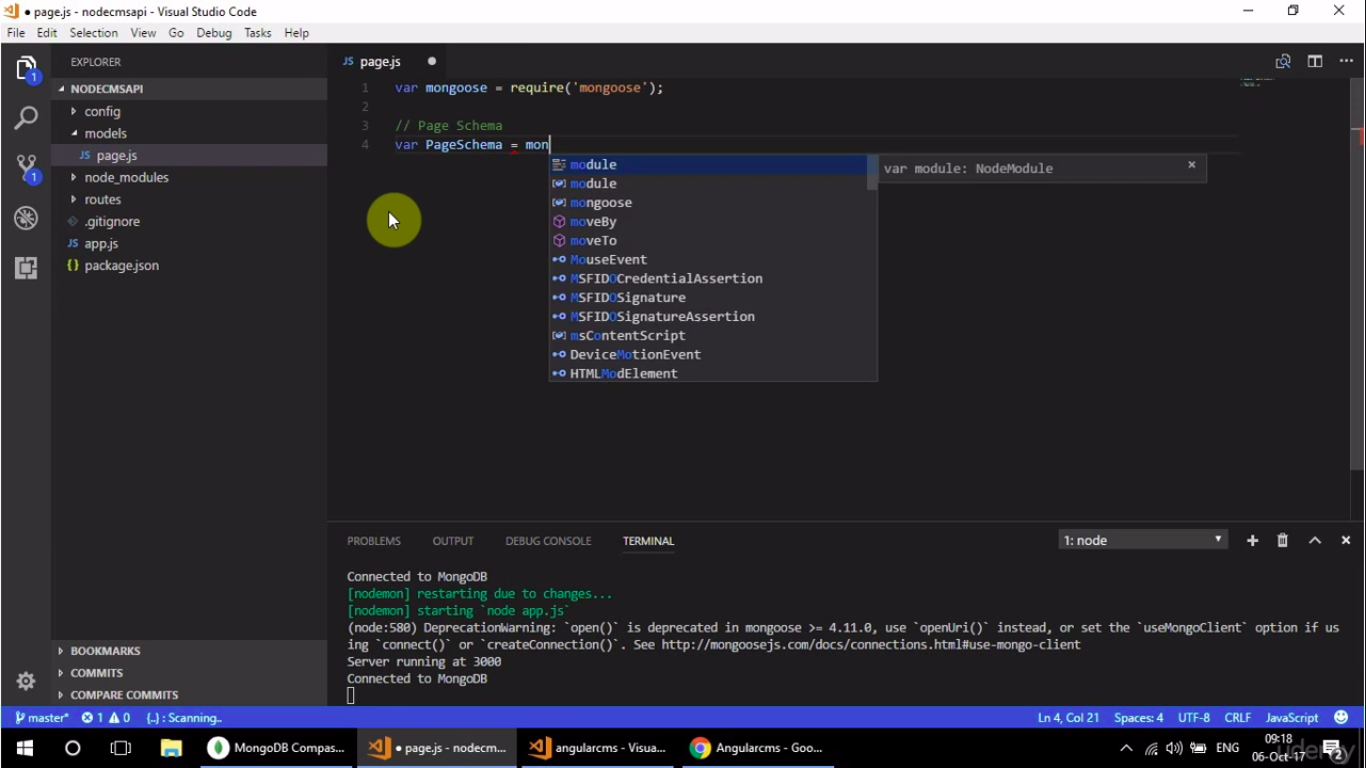 ● page.js - nodecmsapi - Visual Studio Code
File Edit Selection View Go Debug Tasks Help
EXPLORER
JS page.js ●
NODECMSAPI
config
models
JS page.js
node_modules
routes
.gitignore
JS app.js
{} package.json
1
1
1 var mongoose = require('mongoose');
2
3 // Page Schema
4 var PageSchema = mon
module
module
mongoose
moveBy
moveTo
MouseEvent
MSFIDOCredentialAssertion
MSFIDOSignature
MSFIDOSignatureAssertion
msContentScript
DeviceMotionEvent
HTMLModElement
var module: NodeModule
PROBLEMS OUTPUT DEBUG CONSOLE TERMINAL 1: node
Connected to MongoDB
[nodemon] restarting due to changes...
[nodemon] starting `node app.js`
(node:580) DeprecationWarning: `open()` is deprecated in mongoose >= 4.11.0, use `openUri()` instead, or set the `useMongoClient` option if us
ing `connect()` or `createConnection()`. See http://mongoosejs.com/docs/connections.html#use-mongo-client
Server running at 3000
Connected to MongoDB
BOOKMARKS
COMMITS
COMPARE COMMITS
master* 1 0 {..} : Scanning.. Ln 4, Col 21 Spaces: 4 UTF-8 CRLF JavaScript
MongoDB Compas... ● page.js - nodecm... angularcms - Visua... Angularcms - Goo... ENG 09:18
06-Oct-17
2
udemy